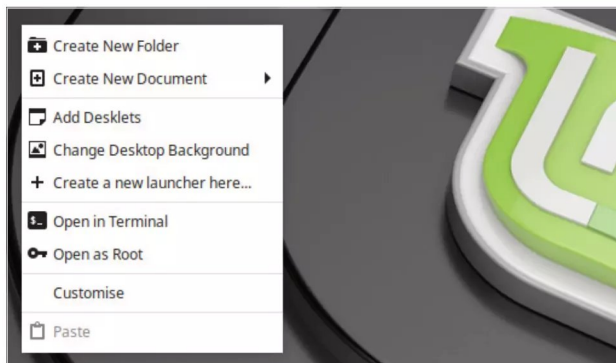 Create New Folder
Create New Document
Add Desklets
Change Desktop Background
Create a new launcher here...
Open in Terminal
Open as Root
Customise
Paste